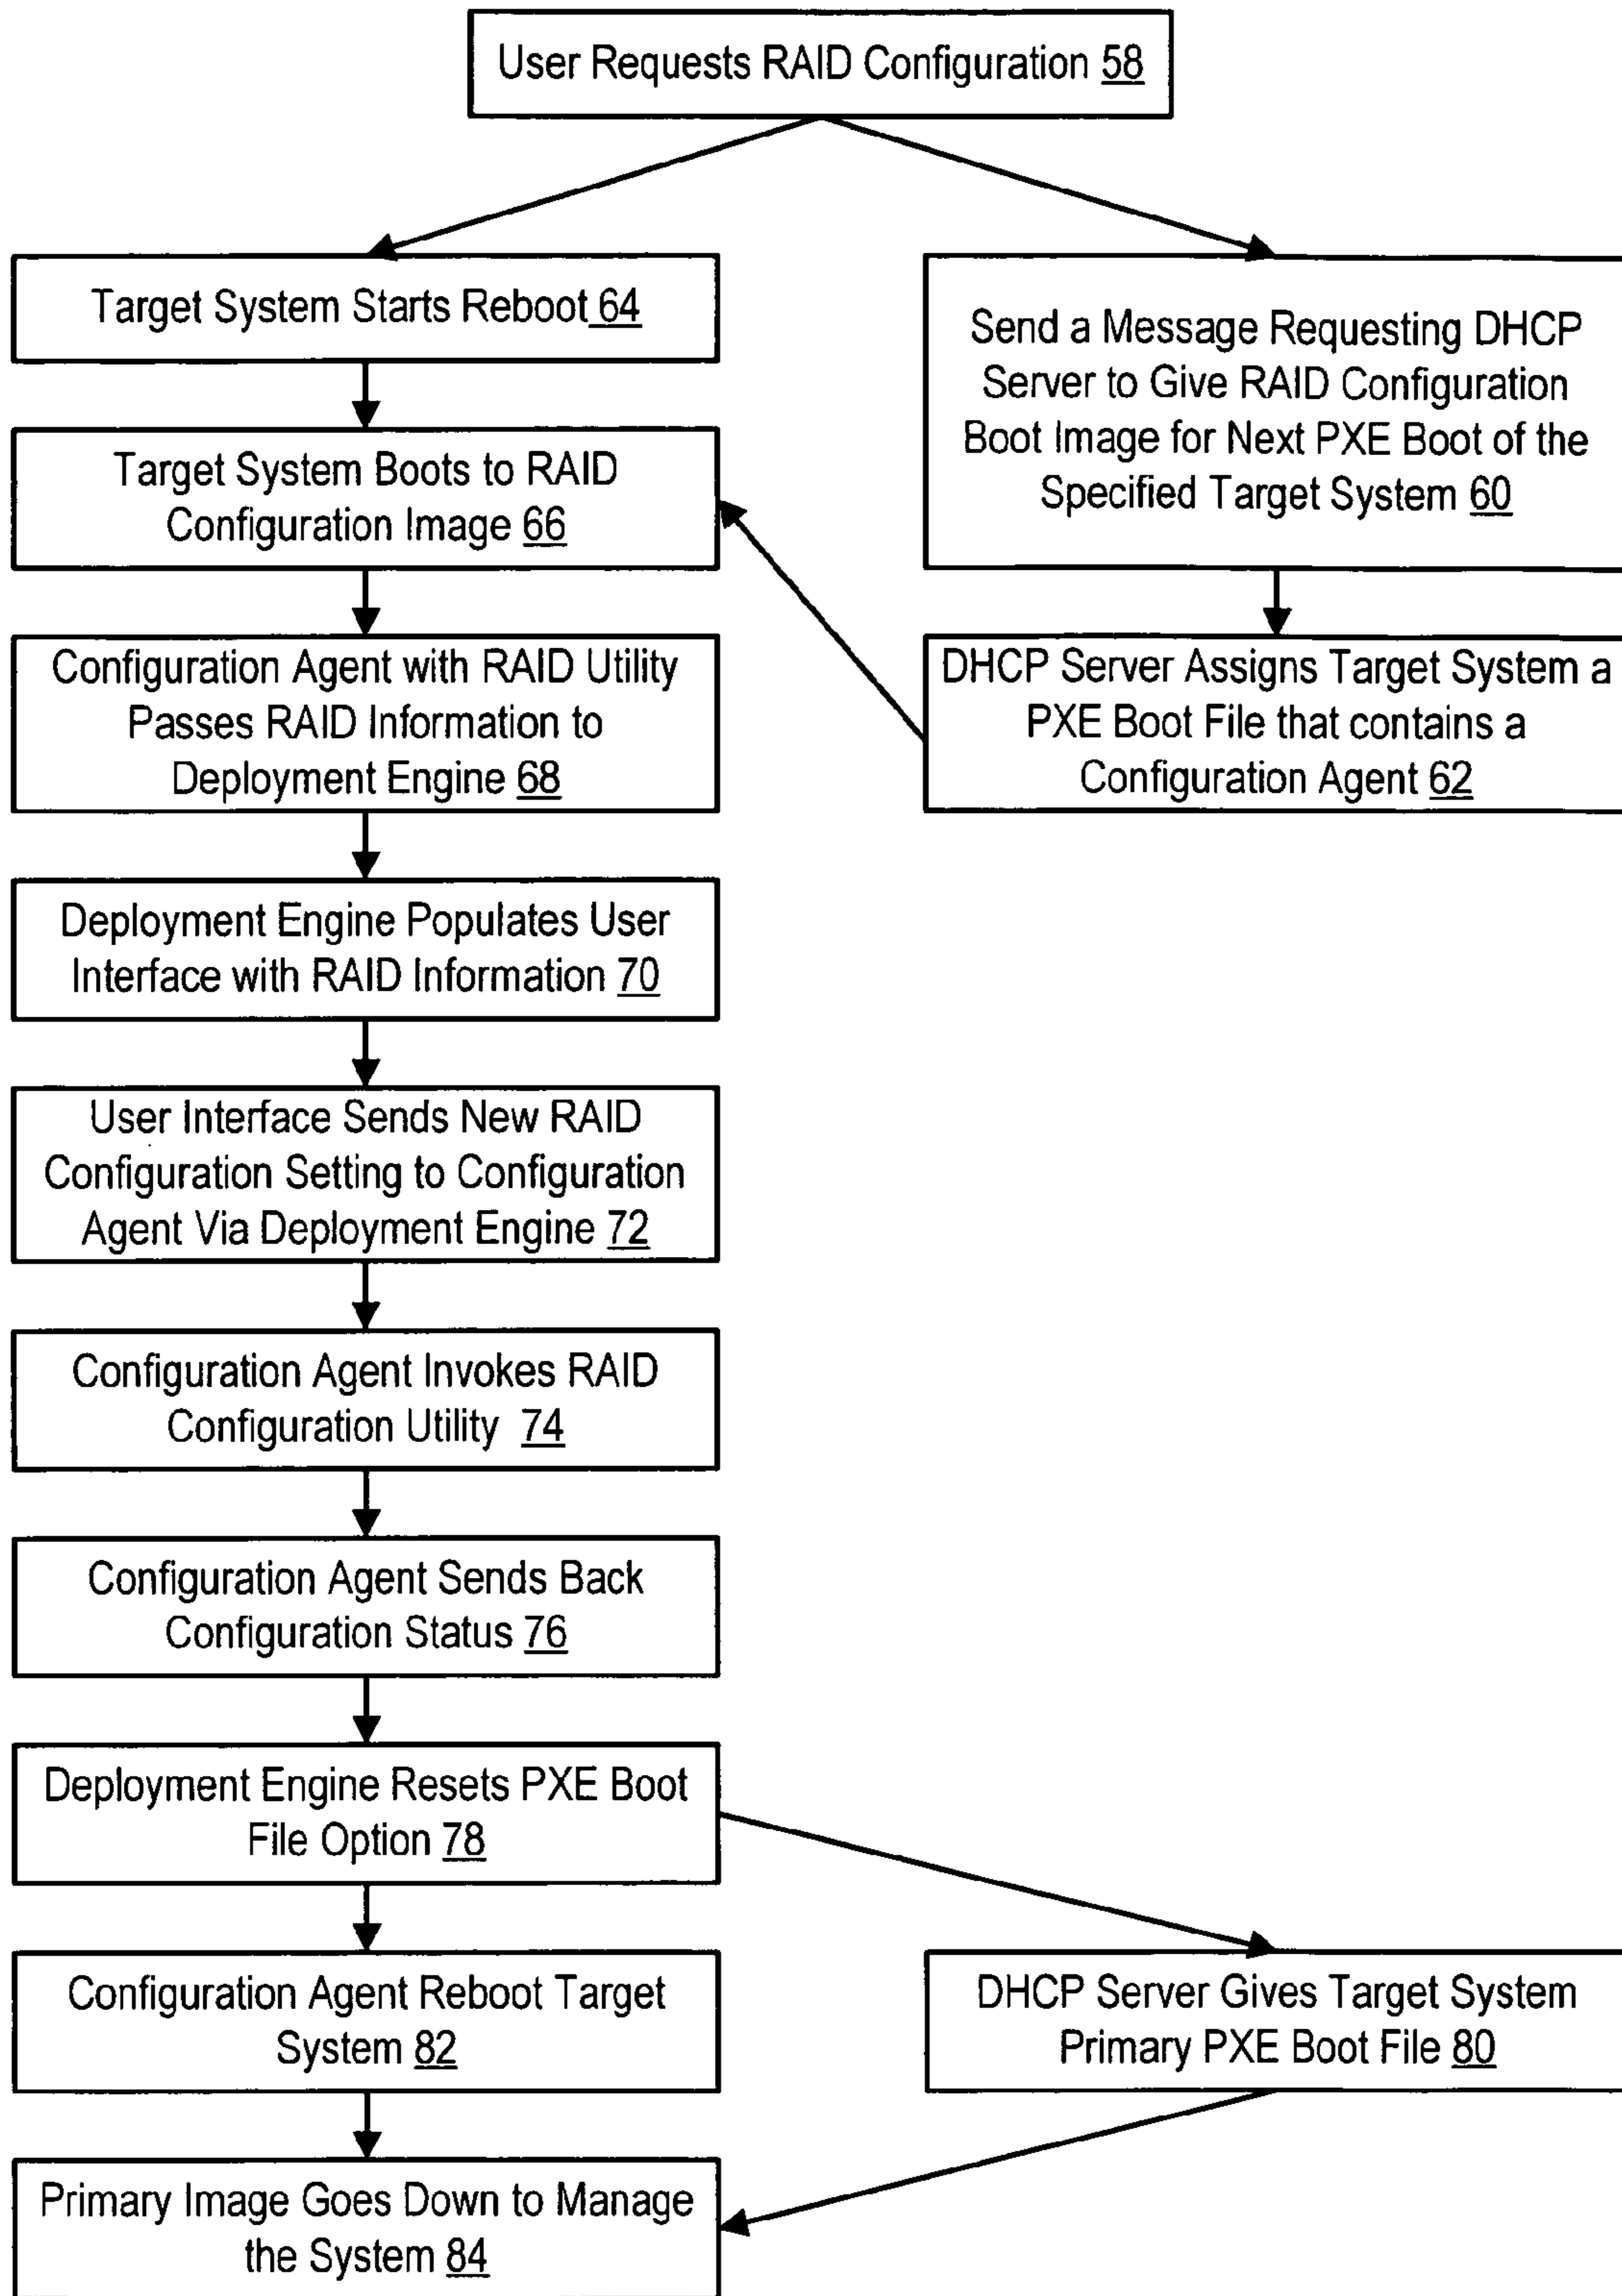 User Requests RAID Configuration 58
Target System Starts Reboot 64
Send a Message Requesting DHCP
Server to Give RAID Configuration
Boot Image for Next PXE Boot of the
Specified Target System 60
Target System Boots to RAID
Configuration Image 66
Configuration Agent with RAID Utility
Passes RAID Information to
Deployment Engine 68
DHCP Server Assigns Target System a
PXE Boot File that contains a
Configuration Agent 62
Deployment Engine Populates User
Interface with RAID Information 70
User Interface Sends New RAID
Configuration Setting to Configuration
Agent Via Deployment Engine 72
Configuration Agent Invokes RAID
Configuration Utility 74
Configuration Agent Sends Back
Configuration Status 76
Deployment Engine Resets PXE Boot
File Option 78
Configuration Agent Reboot Target
System 82
DHCP Server Gives Target System
Primary PXE Boot File 80
Primary Image Goes Down to Manage
the System 84